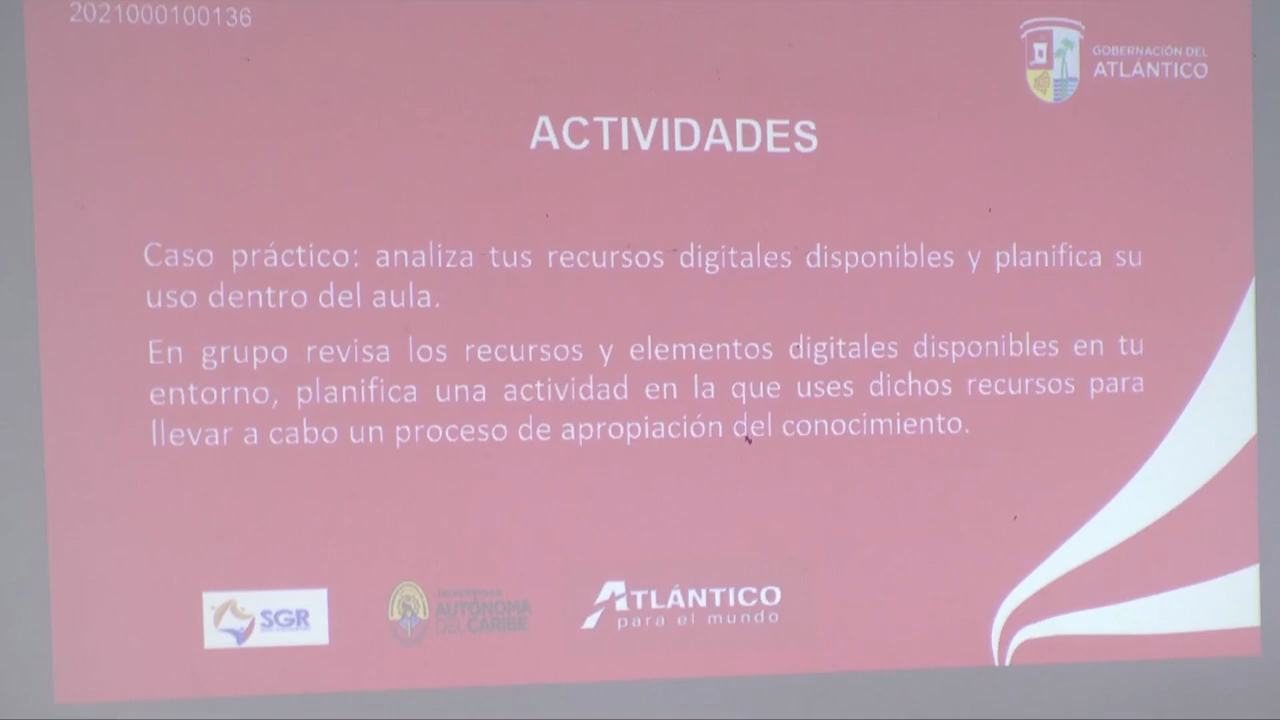 2021000100136
GOBERNACIÓN DEL
ATLÁNTICO
ACTIVIDADES
Caso práctico: analiza tus recursos digitales disponibles y planifica su
uso dentro del aula.
En grupo revisa los recursos y elementos digitales disponibles en tu
entorno, planifica una actividad en la que uses dichos recursos para
llevar a cabo un proceso de apropiación del conocimiento.
SGR
AUTÓNOMA
DEL CARIBE
ATLÁNTICO
para el mundo